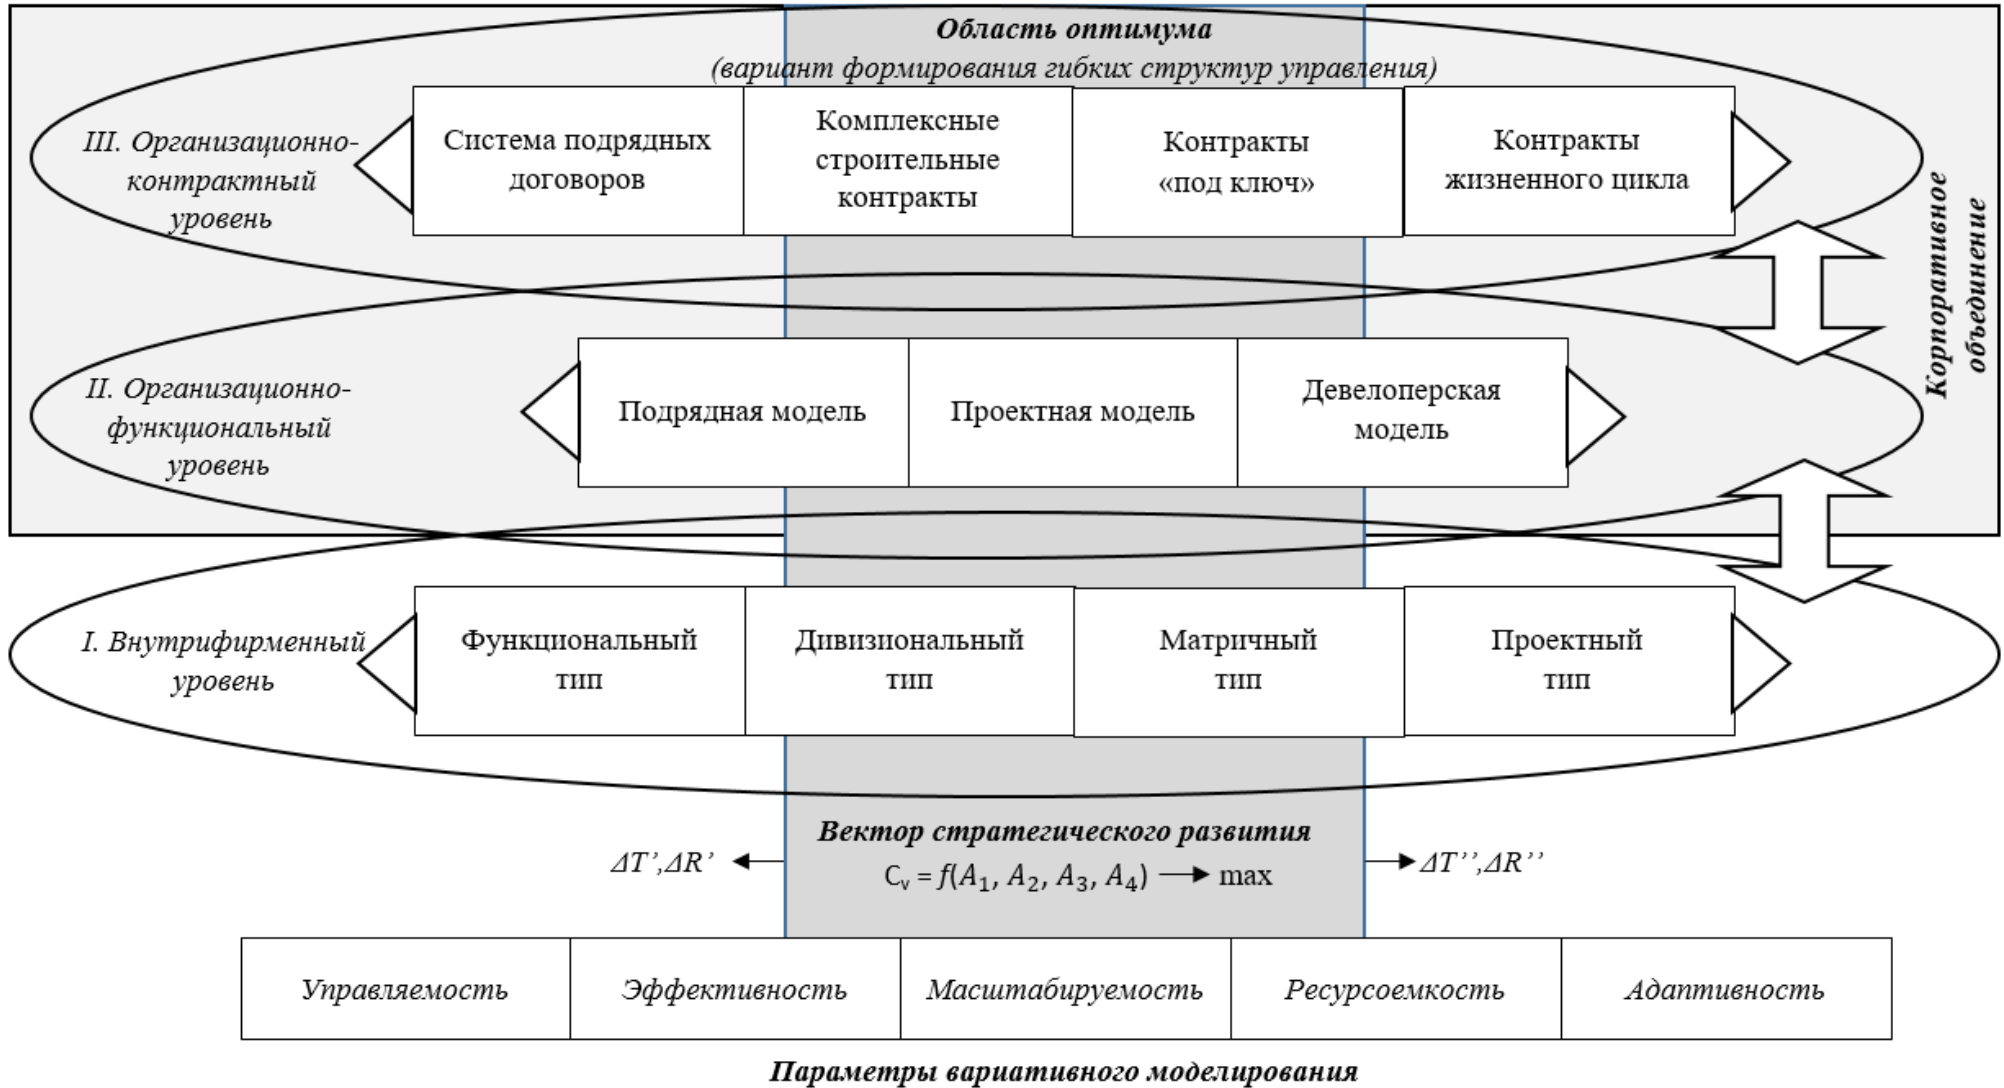 Область оптимума
(вариант формирования гибких структур управления)
III. Организационно-
контрактный
уровень
Система подрядных
договоров
Комплексные
строительные
контракты
Контракты
«под ключ»
Контракты
жизненного цикла
Корпоративное
объединение
II. Организационно-
функциональный
уровень
Подрядная модель
Проектная модель
Девелоперская
модель
I. Внутрифирменный
уровень
Функциональный
тип
Дивизиональный
тип
Матричный
тип
Проектный
тип
Вектор стратегического развития
ΔT’,ΔR’
Cᵥ = f(A₁, A₂, A₃, A₄) → max
ΔT’’,ΔR’’
Управляемость
Эффективность
Масштабируемость
Ресурсоемкость
Адаптивность
Параметры вариативного моделирования